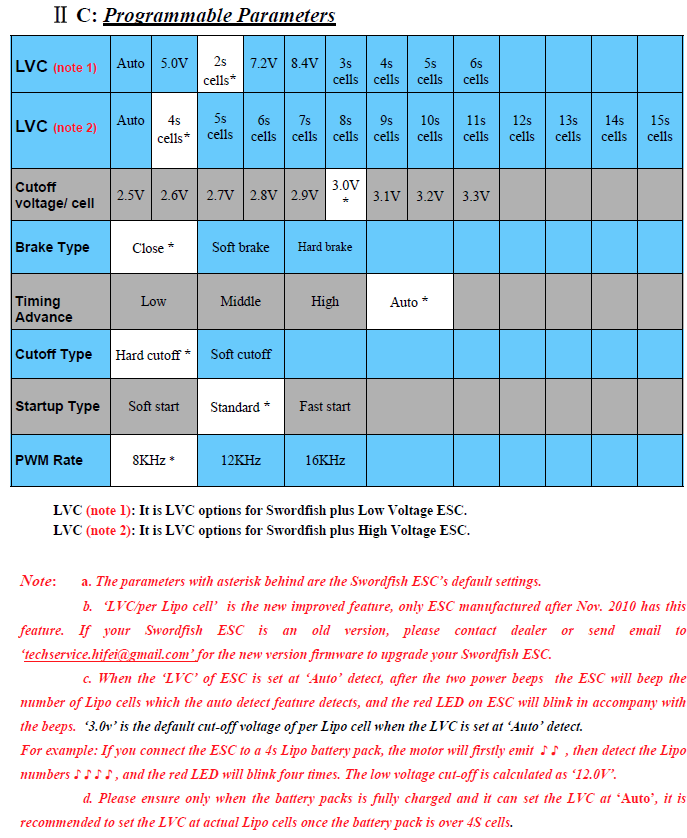 Ⅱ C: Programmable Parameters
LVC (note 1) Auto 5.0V 2s cells* 7.2V 8.4V 3s cells 4s cells 5s cells 6s cells
LVC (note 2) Auto 4s cells* 5s cells 6s cells 7s cells 8s cells 9s cells 10s cells 11s cells 12s cells 13s cells 14s cells 15s cells
Cutoff voltage/ cell 2.5V 2.6V 2.7V 2.8V 2.9V 3.0V * 3.1V 3.2V 3.3V
Brake Type Close * Soft brake Hard brake
Timing Advance Low Middle High Auto *
Cutoff Type Hard cutoff * Soft cutoff
Startup Type Soft start Standard * Fast start
PWM Rate 8KHz * 12KHz 16KHz
LVC (note 1): It is LVC options for Swordfish plus Low Voltage ESC.
LVC (note 2): It is LVC options for Swordfish plus High Voltage ESC.
Note: a. The parameters with asterisk behind are the Swordfish ESC's default settings.
b. ‘LVC/per Lipo cell’ is the new improved feature, only ESC manufactured after Nov. 2010 has this
feature. If your Swordfish ESC is an old version, please contact dealer or send email to
‘techservice.hifei@gmail.com’ for the new version firmware to upgrade your Swordfish ESC.
c. When the ‘LVC’ of ESC is set at ‘Auto’ detect, after the two power beeps the ESC will beep the
number of Lipo cells which the auto detect feature detects, and the red LED on ESC will blink in accompany with
the beeps. ‘3.0v’ is the default cut-off voltage of per Lipo cell when the LVC is set at ‘Auto’ detect.
For example: If you connect the ESC to a 4s Lipo battery pack, the motor will firstly emit ♪ ♪ , then detect the Lipo
numbers ♪ ♪ ♪ ♪ , and the red LED will blink four times. The low voltage cut-off is calculated as ‘12.0V’.
d. Please ensure only when the battery packs is fully charged and it can set the LVC at ‘Auto’, it is
recommended to set the LVC at actual Lipo cells once the battery pack is over 4S cells.